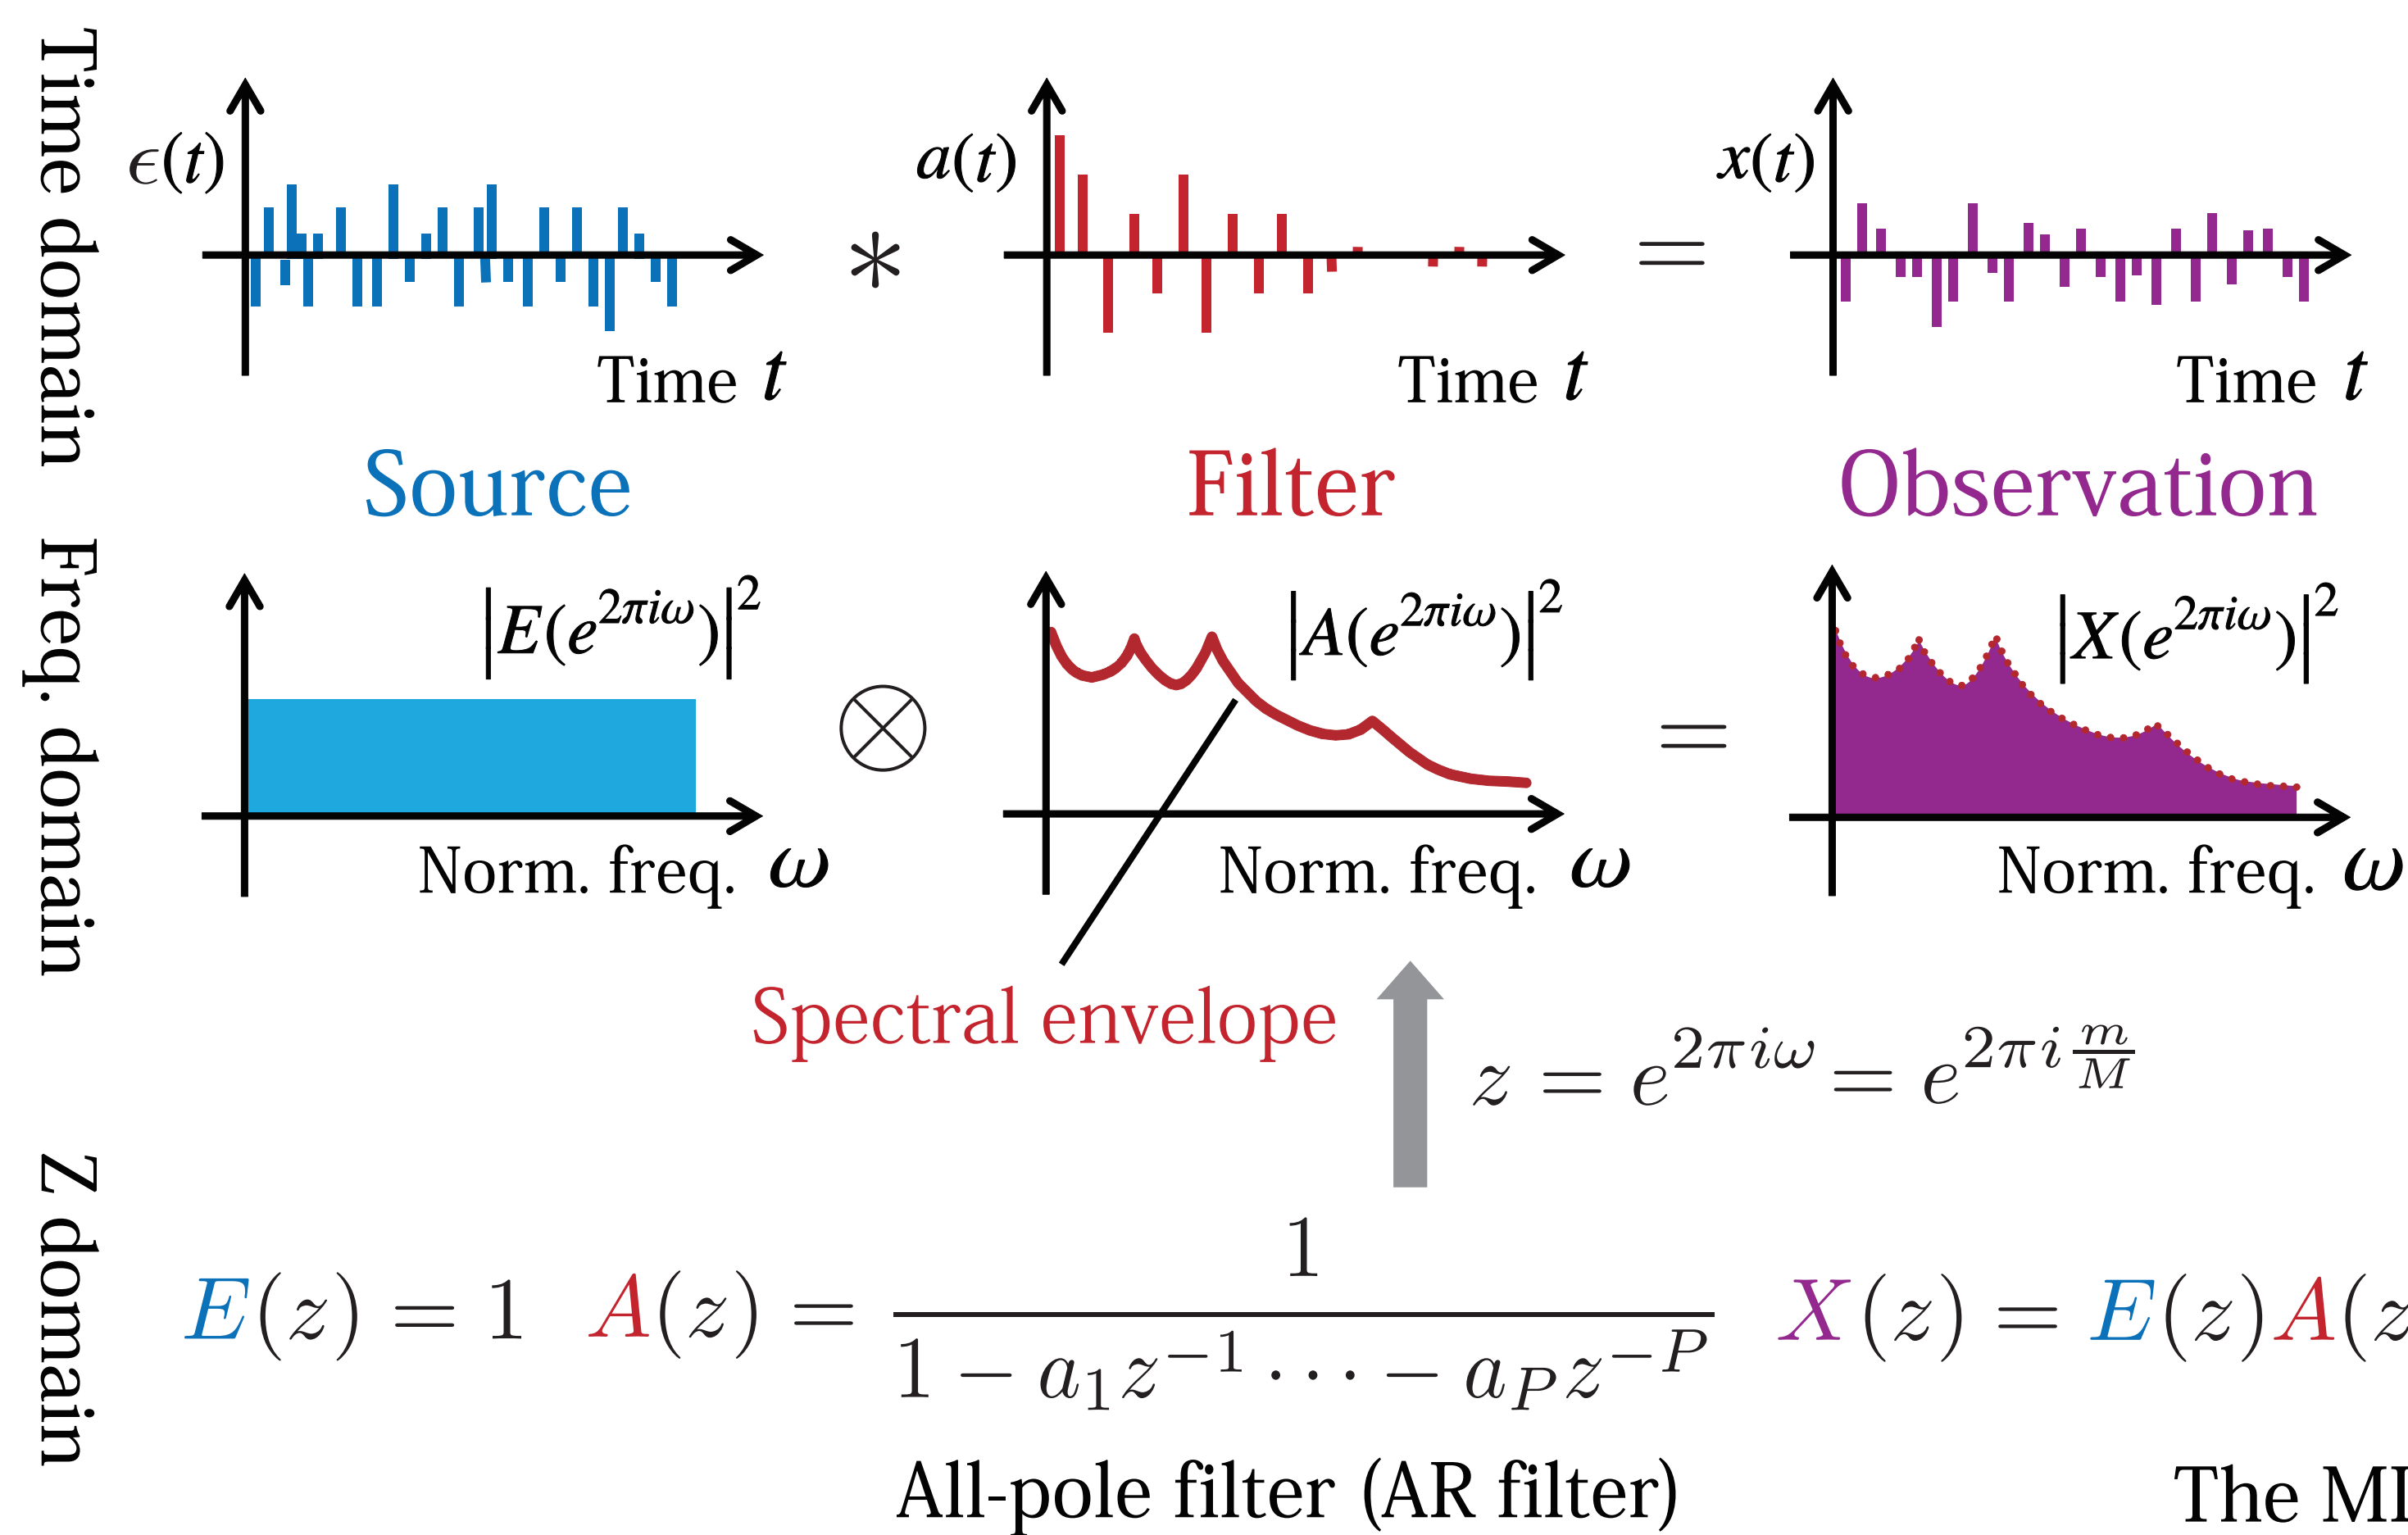 Time domain
ϵ(t)
Time t
*
a(t)
Time t
=
x(t)
Time t
Source
Filter
Observation
Freq. domain
|E(e^{2πiω})|^2
Norm. freq. ω
⊗
|A(e^{2πiω})|^2
Norm. freq. ω
=
|X(e^{2πiω})|^2
Norm. freq. ω
Spectral envelope
z = e^{2πiω} = e^{2πi m/M}
Z domain
E(z) = 1
A(z) = 1 / (1 − a_1 z^{−1} · · · − a_P z^{−P})
X(z) = E(z)A(z
All-pole filter (AR filter)
The